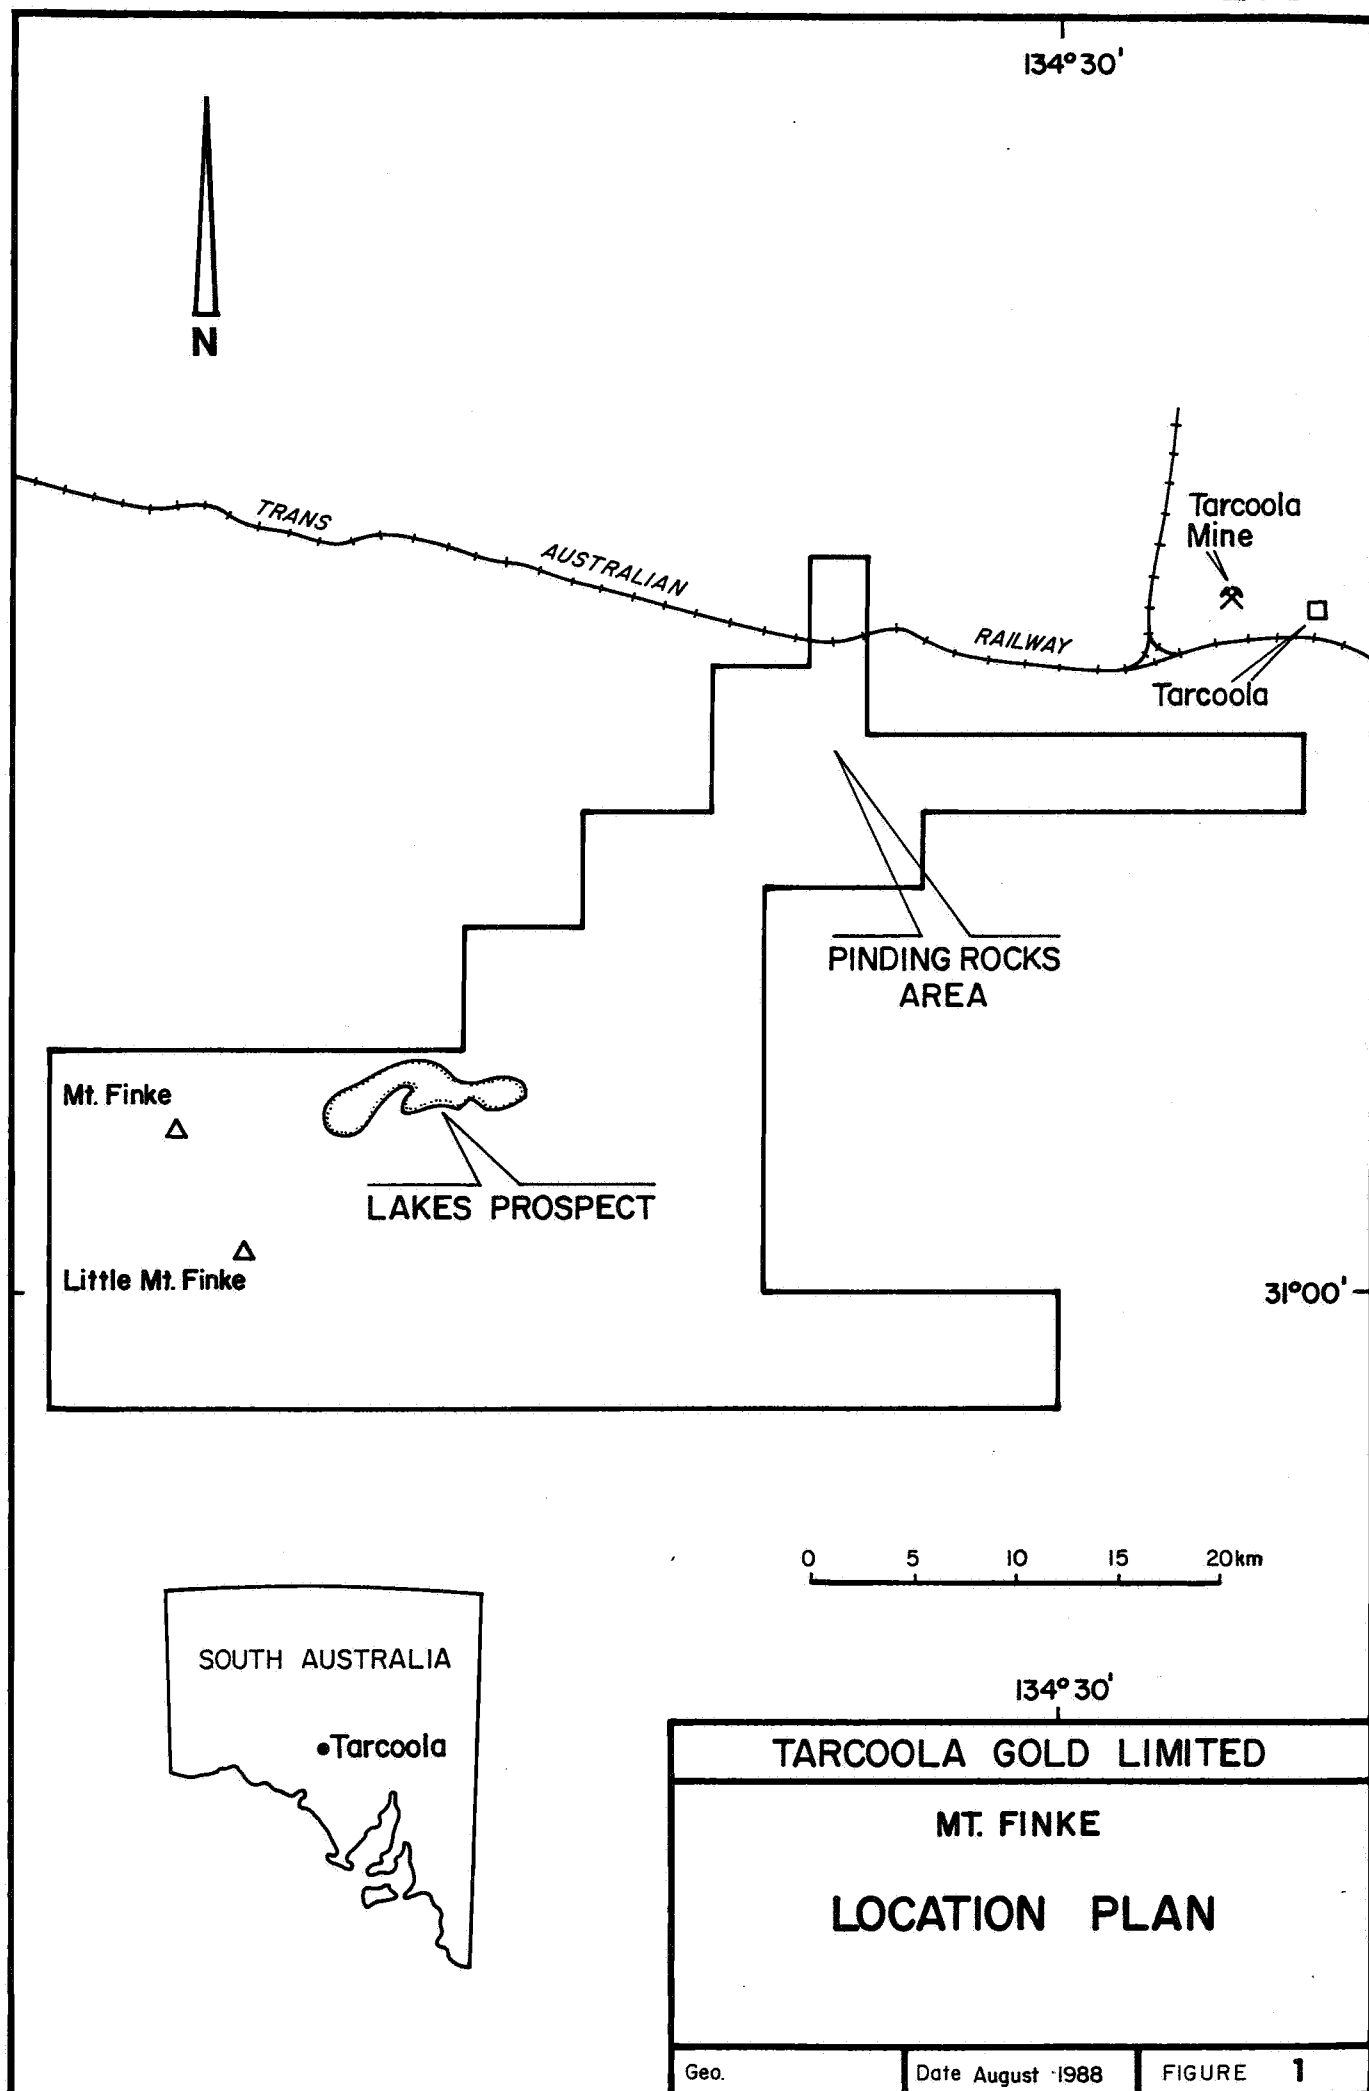 134°30'
N
TRANS AUSTRALIAN RAILWAY
Tarcoola
Mine
Tarcoola
PINDING ROCKS
AREA
Mt. Finke
LAKES PROSPECT
Little Mt. Finke
31°00'
0 5 10 15 20km
SOUTH AUSTRALIA
Tarcoola
134°30'
TARCOOLA GOLD LIMITED
MT. FINKE
LOCATION PLAN
Geo.
Date August 1988
FIGURE 1